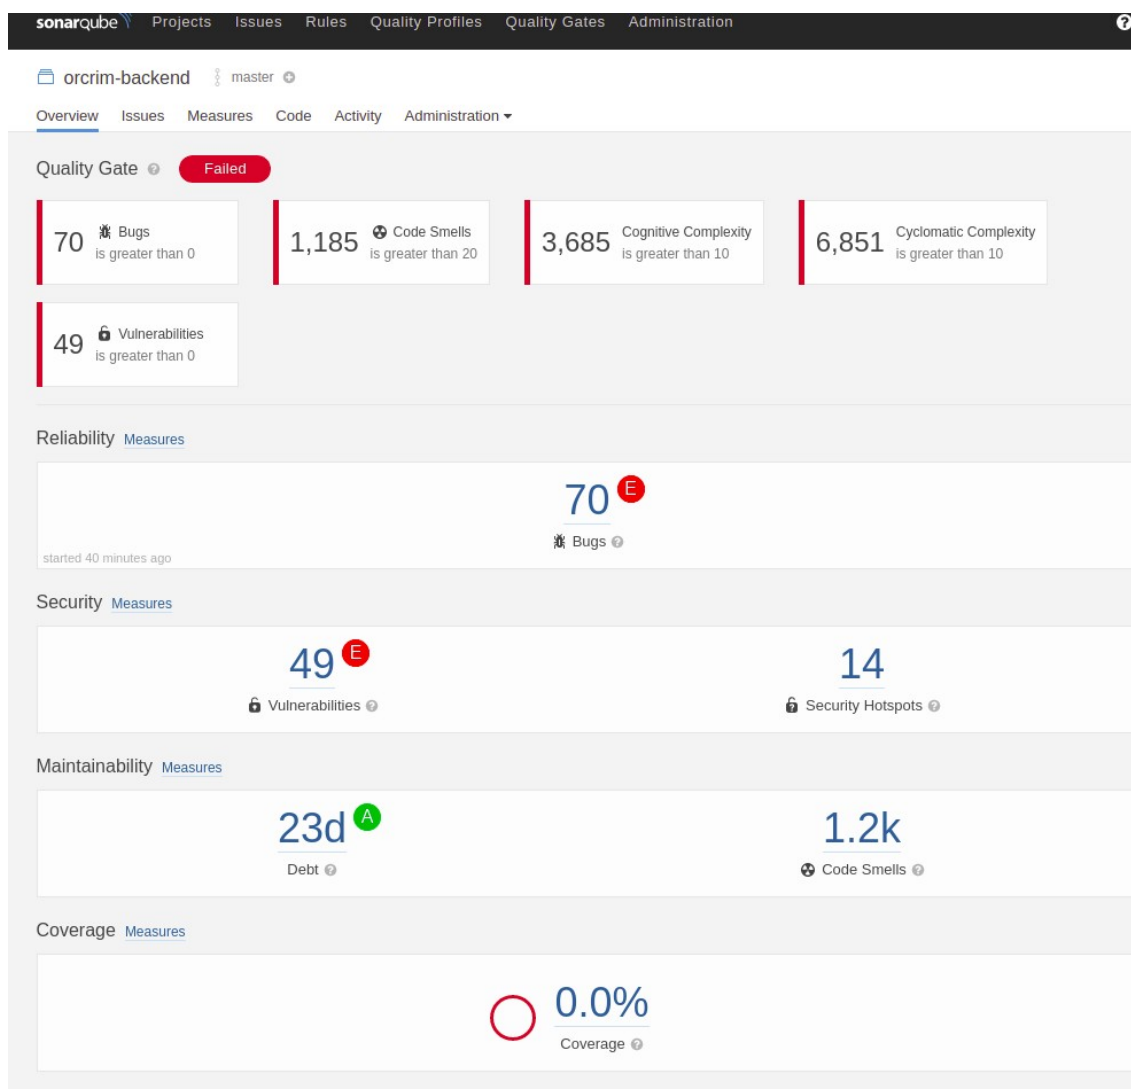 sonarqube Projects Issues Rules Quality Profiles Quality Gates Administration ?
orcrim-backend master
Overview Issues Measures Code Activity Administration
Quality Gate ? Failed
70 Bugs is greater than 0
1,185 Code Smells is greater than 20
3,685 Cognitive Complexity is greater than 10
6,851 Cyclomatic Complexity is greater than 10
49 Vulnerabilities is greater than 0
Reliability Measures
70 E
Bugs ?
started 40 minutes ago
Security Measures
49 E
Vulnerabilities ?
14
Security Hotspots ?
Maintainability Measures
23d A
Debt ?
1.2k
Code Smells ?
Coverage Measures
0.0%
Coverage ?